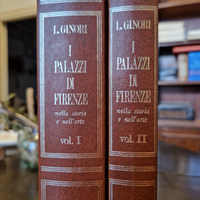 L. GINORI
I
PALAZZI
DI
FIRENZE
nella storia
e nell'arte
vol. I
L. GINORI
I
PALAZZI
DI
FIRENZE
nella storia
e nell'arte
vol. II